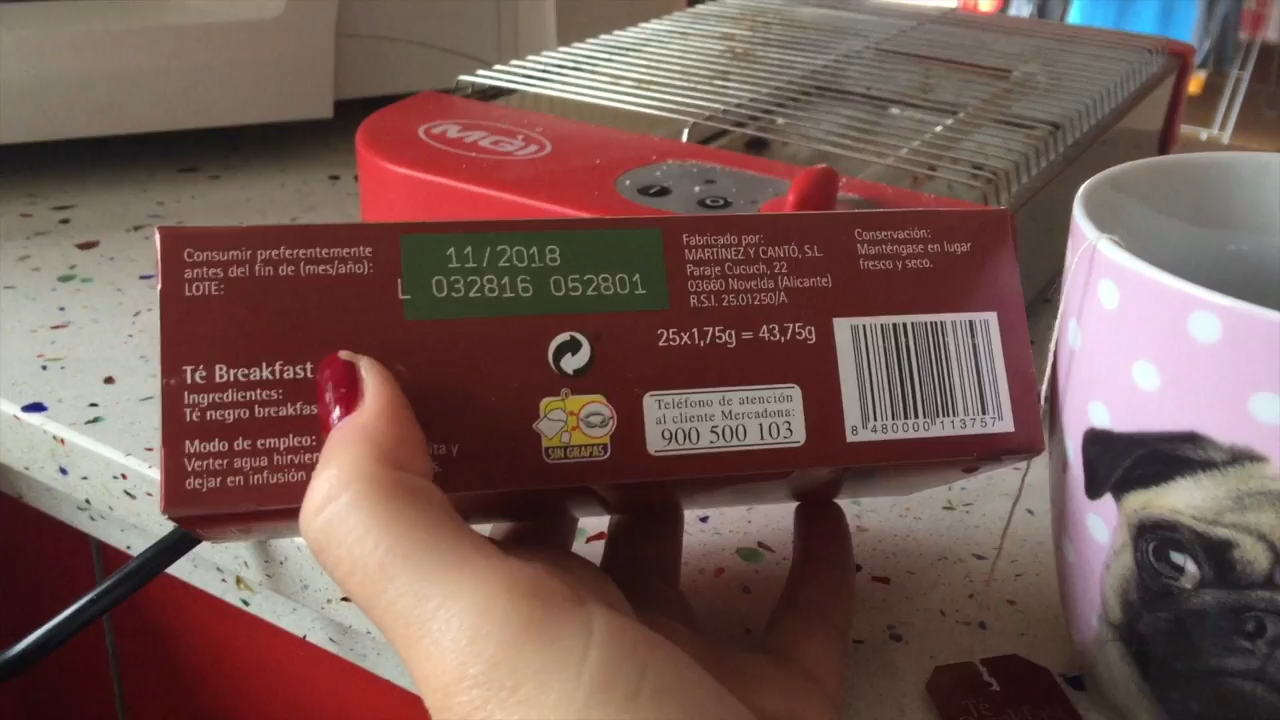 MGI
Consumir preferentemente
antes del fin de (mes/año):
LOTE:
11/2018
L 032816 052801
Fabricado por:
MARTÍNEZ Y CANTÓ, S.L.
Paraje Cucuch, 22
03660 Novelda (Alicante)
R.S.I. 25.01250/A
Conservación:
Manténgase en lugar
fresco y seco.
25x1,75g = 43,75g
Té Breakfast
Ingredientes:
Té negro
Modo de empleo:
Verter agua
dejar en infusión
SIN GRAPAS
Teléfono de atención
al cliente Mercadona:
900 500 103
8 480000 113757
Té